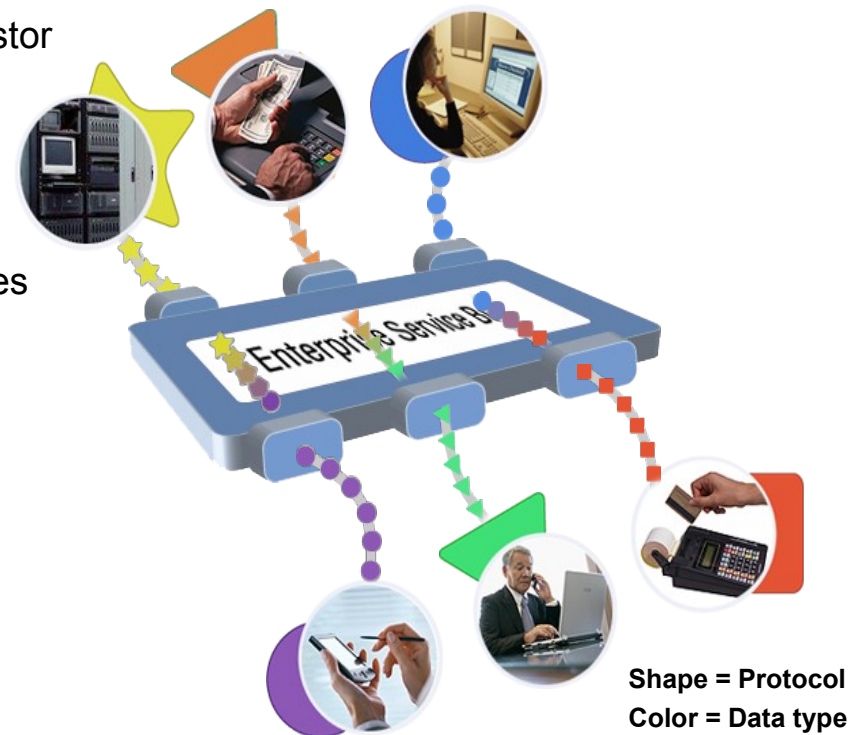 stor
es
Enterprise Service B
Shape = Protocol
Color = Data type